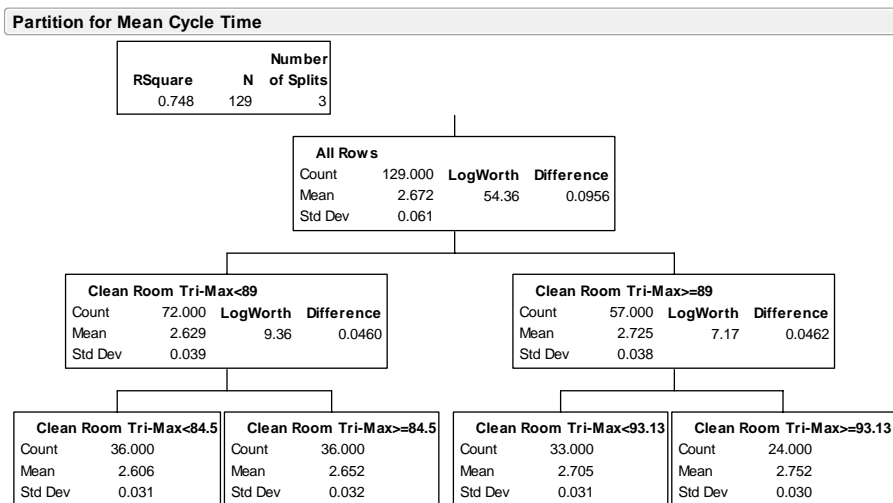 Partition for Mean Cycle Time
Number
RSquare N of Splits
0.748 129 3
All Rows
Count 129.000 LogWorth Difference
Mean 2.672 54.36 0.0956
Std Dev 0.061
Clean Room Tri-Max<89
Count 72.000 LogWorth Difference
Mean 2.629 9.36 0.0460
Std Dev 0.039
Clean Room Tri-Max>=89
Count 57.000 LogWorth Difference
Mean 2.725 7.17 0.0462
Std Dev 0.038
Clean Room Tri-Max<84.5
Count 36.000
Mean 2.606
Std Dev 0.031
Clean Room Tri-Max>=84.5
Count 36.000
Mean 2.652
Std Dev 0.032
Clean Room Tri-Max<93.13
Count 33.000
Mean 2.705
Std Dev 0.031
Clean Room Tri-Max>=93.13
Count 24.000
Mean 2.752
Std Dev 0.030